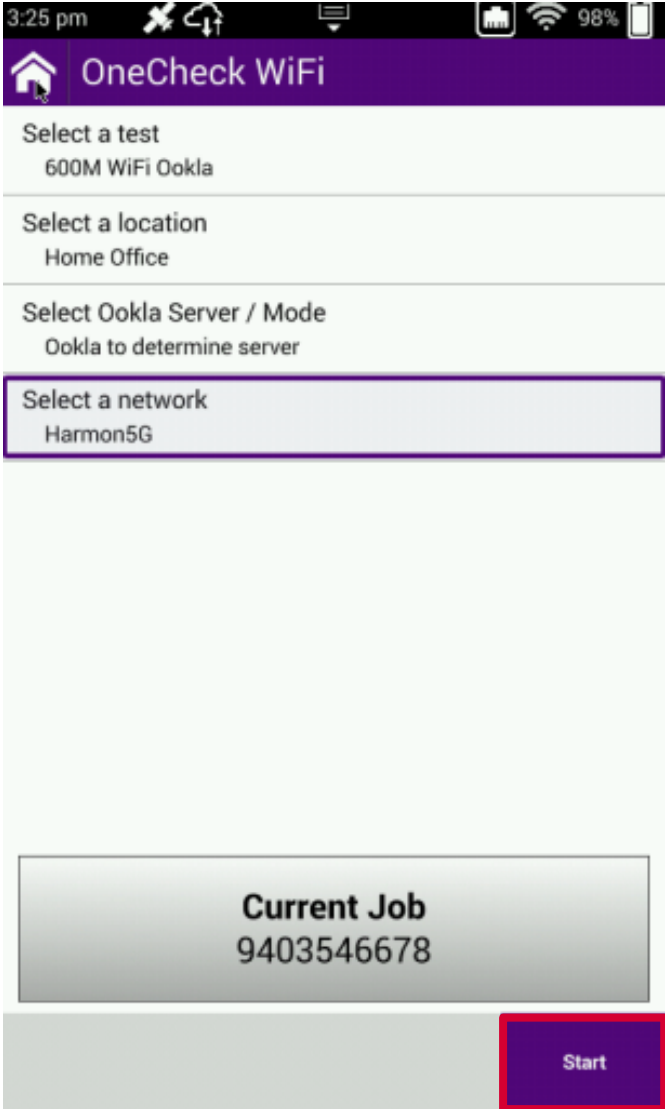 3:25 pm 98%
OneCheck WiFi
Select a test
600M WiFi Ookla
Select a location
Home Office
Select Ookla Server / Mode
Ookla to determine server
Select a network
Harmon5G
Current Job
9403546678
Start